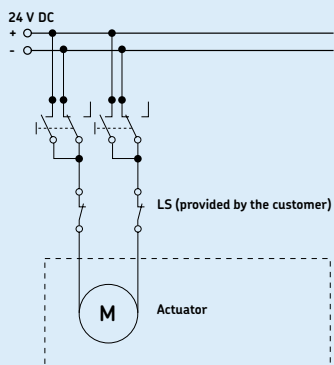 24 V DC
+
-
LS (provided by the customer)
M
Actuator